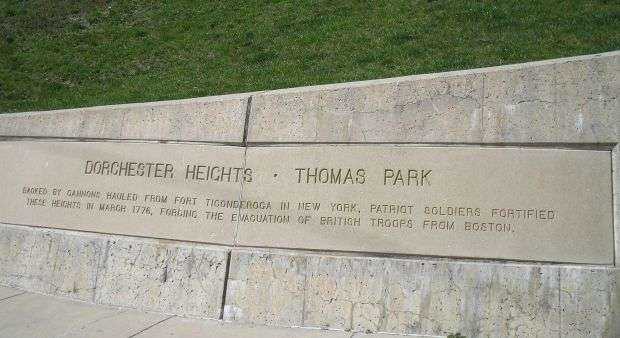 DORCHESTER HEIGHTS · THOMAS PARK
BACKED BY CANNONS HAULED FROM FORT TICONDEROGA IN NEW YORK, PATRIOT SOLDIERS FORTIFIED
THESE HEIGHTS IN MARCH 1776, FORCING THE EVACUATION OF BRITISH TROOPS FROM BOSTON.